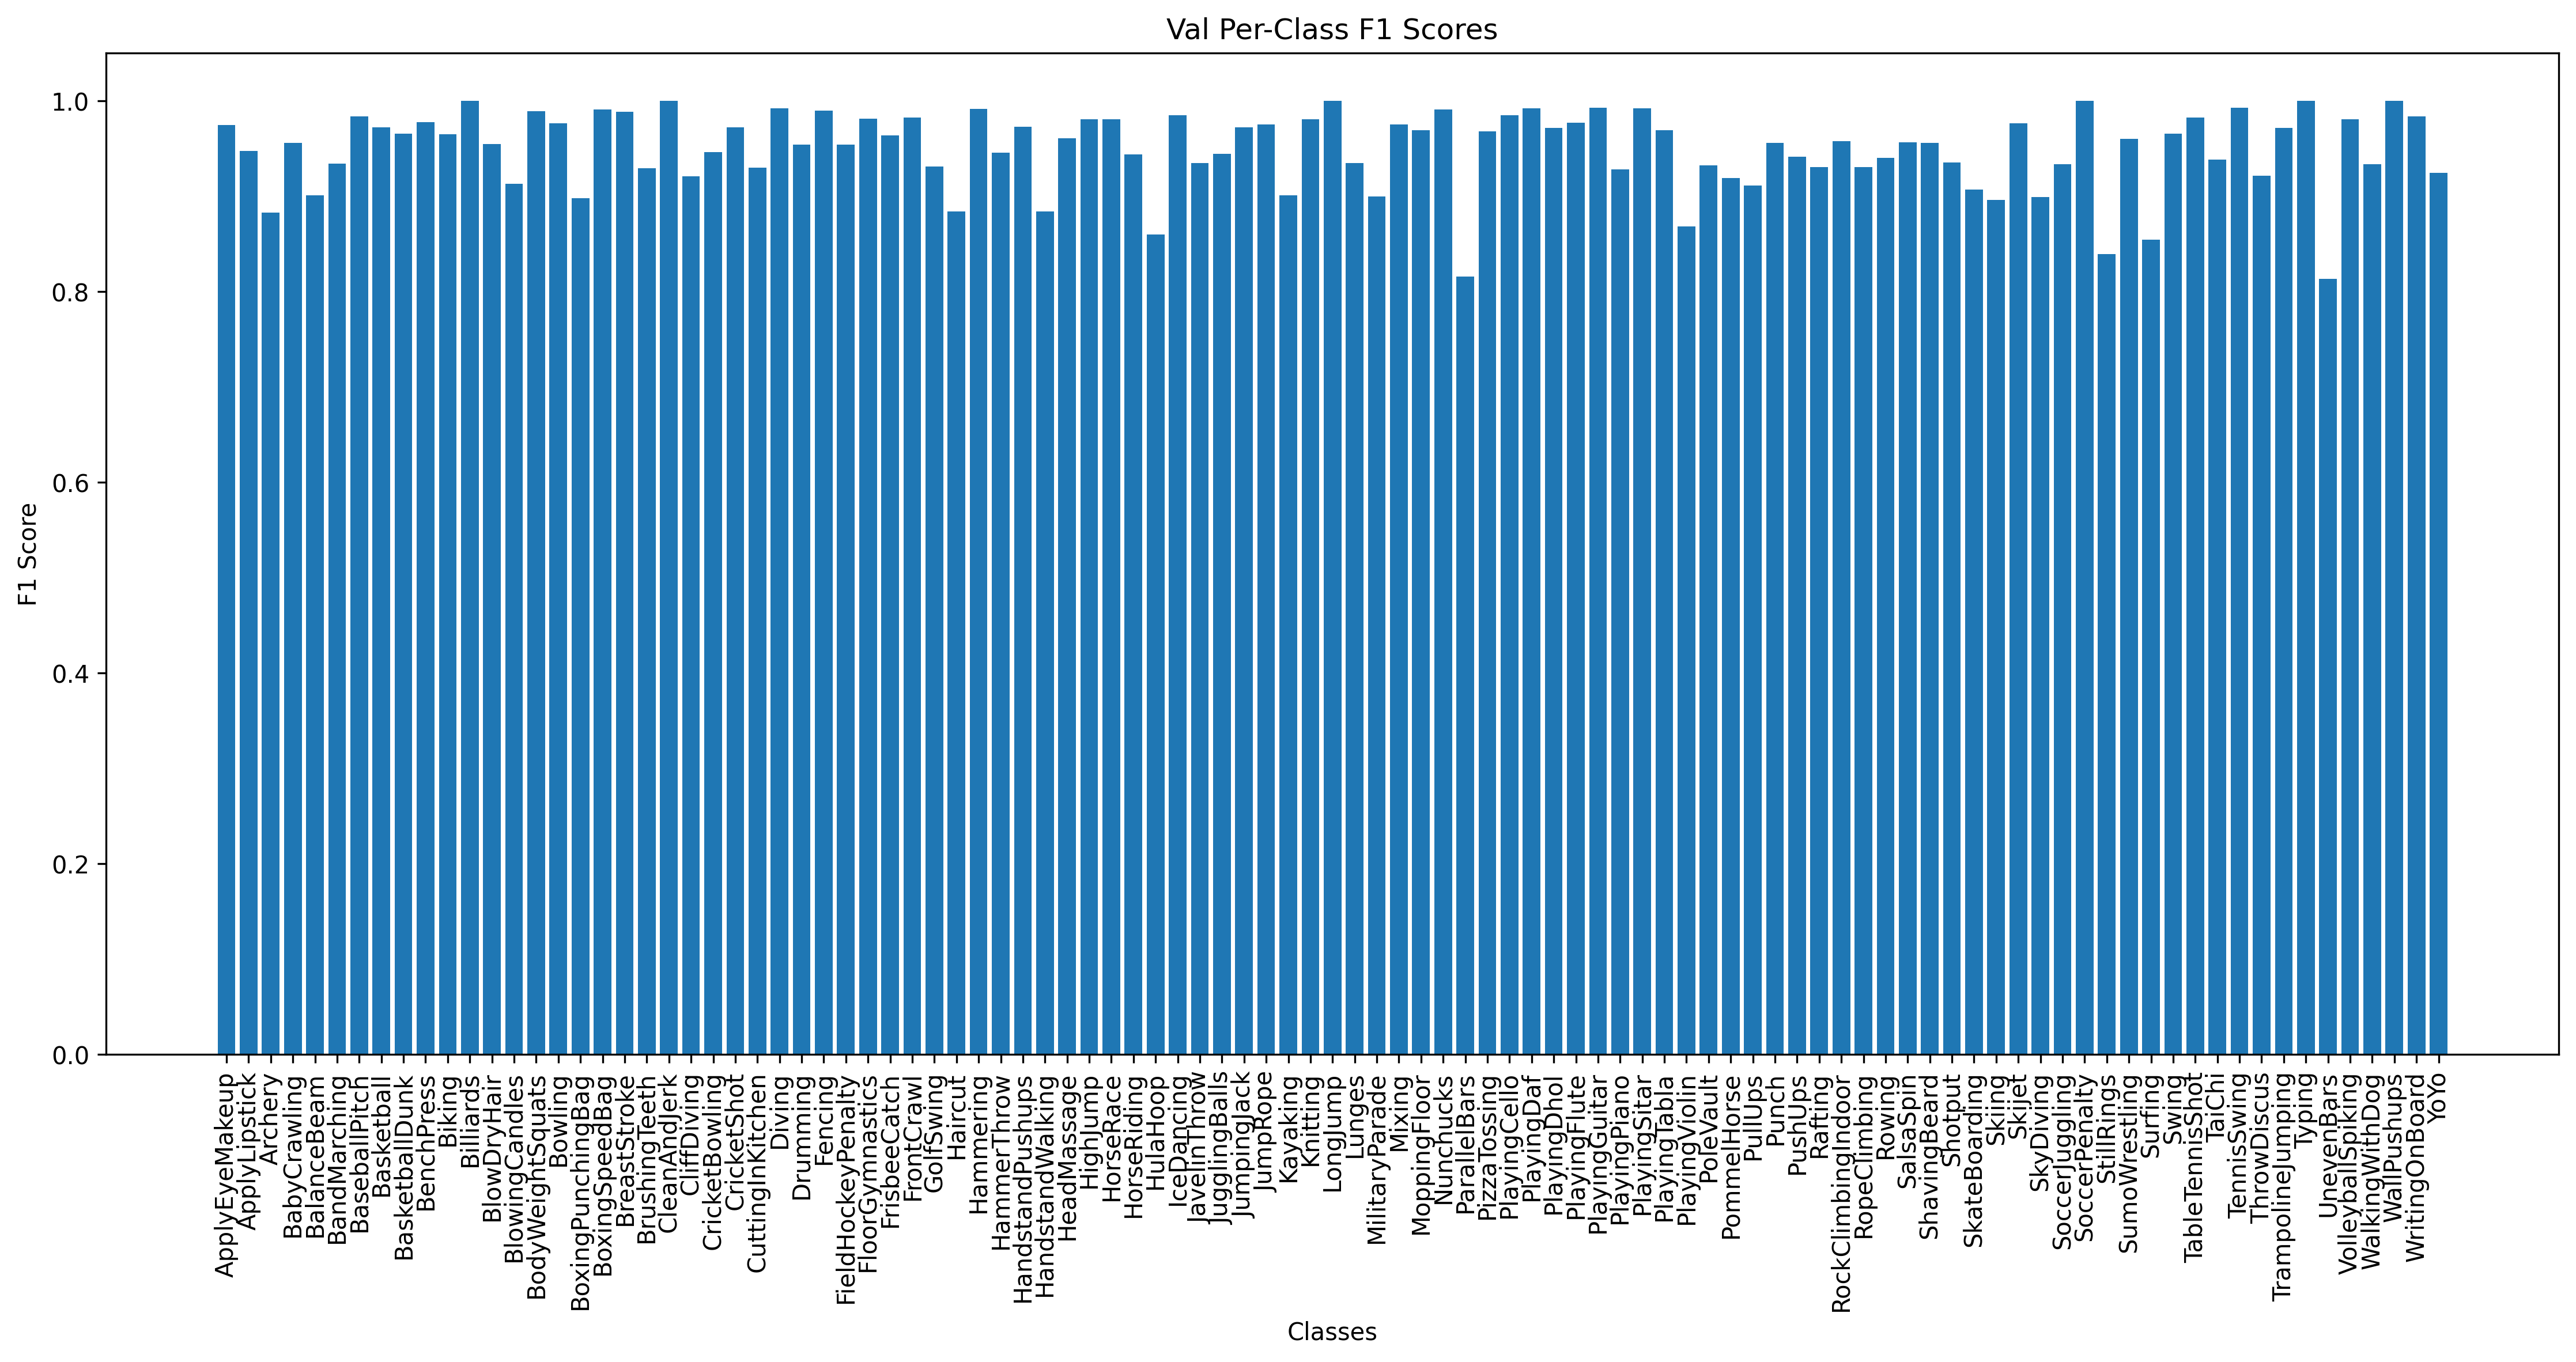 Val Per-Class F1 Scores
F1 Score
1.0
0.8
0.6
0.4
0.2
0.0
ApplyEyeMakeup
ApplyLipstick
Archery
BabyCrawling
BalanceBeam
BandMarching
BaseballPitch
Basketball
BasketballDunk
BenchPress
Biking
Billiards
BlowDryHair
BlowingCandles
BodyWeightSquats
Bowling
BoxingPunchingBag
BoxingSpeedBag
BreastStroke
BrushingTeeth
CleanAndJerk
CliffDiving
CricketBowling
CricketShot
CuttingInKitchen
Diving
Drumming
Fencing
FieldHockeyPenalty
FloorGymnastics
FrisbeeCatch
FrontCrawl
GolfSwing
Haircut
Hammering
HammerThrow
HandstandPushups
HandstandWalking
HeadMassage
HighJump
HorseRace
HorseRiding
HulaHoop
IceDancing
JavelinThrow
JugglingBalls
JumpingJack
JumpRope
Kayaking
Knitting
LongJump
Lunges
MilitaryParade
Mixing
MoppingFloor
Nunchucks
ParallelBars
PizzaTossing
PlayingCello
PlayingDaf
PlayingDhol
PlayingFlute
PlayingGuitar
PlayingPiano
PlayingSitar
PlayingTabla
PlayingViolin
PoleVault
PommelHorse
PullUps
Punch
PushUps
Rafting
RockClimbingIndoor
RopeClimbing
Rowing
SalsaSpin
ShavingBeard
Shotput
SkateBoarding
Skiing
Skijet
SkyDiving
SoccerJuggling
SoccerPenalty
StillRings
SumoWrestling
Surfing
Swing
TableTennisShot
TaiChi
TennisSwing
ThrowDiscus
TrampolineJumping
Typing
UnevenBars
VolleyballSpiking
WalkingWithDog
WallPushups
WritingOnBoard
YoYo
Classes